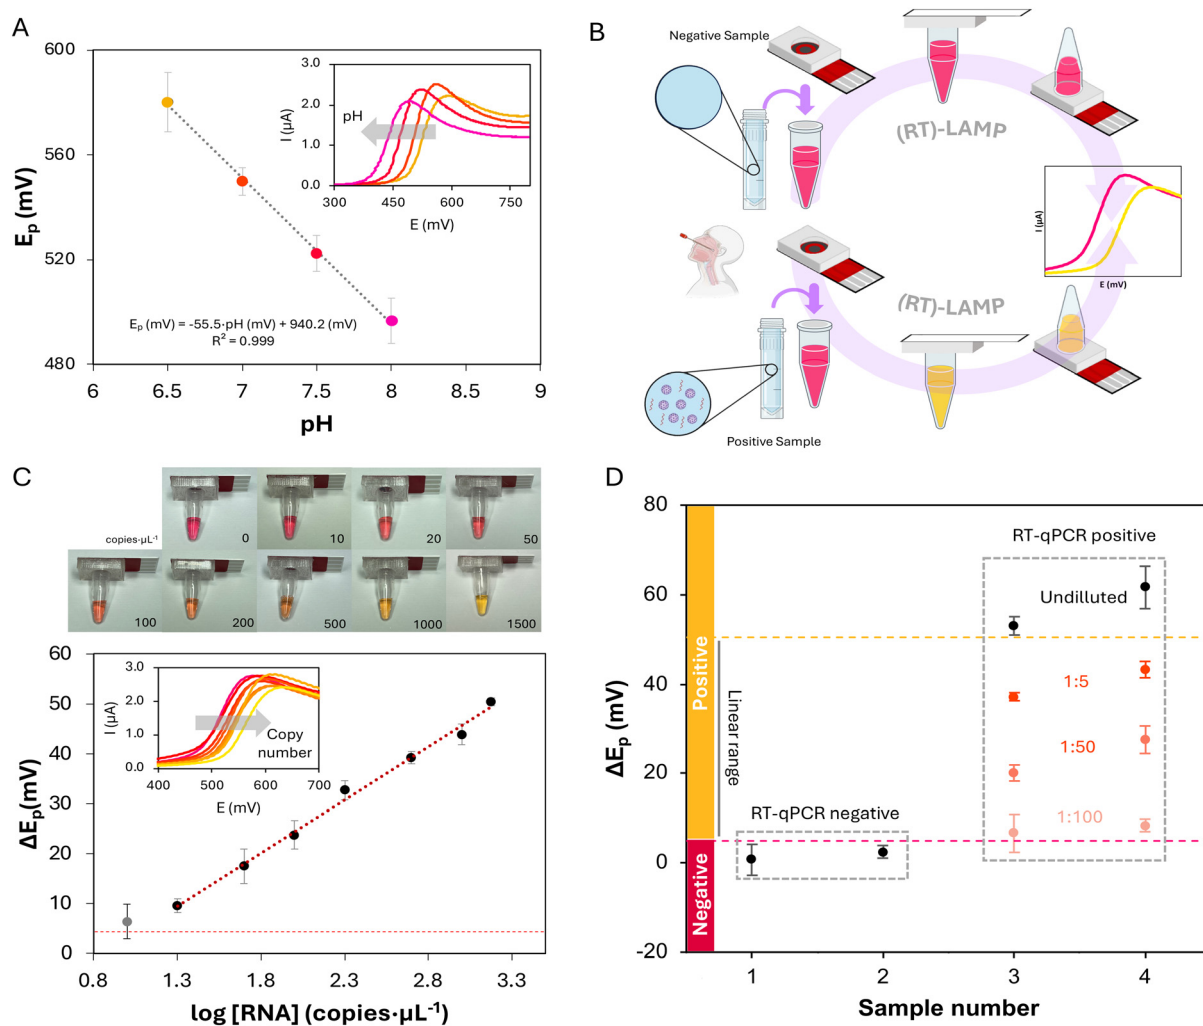 A
600
560
520
480
E_p (mV)
6
6.5
7
7.5
8
8.5
9
pH
E_p (mV) = -55.5·pH (mV) + 940.2 (mV)
R² = 0.999
3.0
2.0
1.0
0.0
I (µA)
pH
300
450
600
750
E (mV)
B
Negative Sample
(RT)-LAMP
I (µA)
E (mV)
(RT)-LAMP
Positive Sample
C
copies·µL⁻¹
0
10
20
50
100
200
500
1000
1500
60
50
40
30
20
10
0
ΔE_p(mV)
3.0
2.0
1.0
0.0
I (µA)
Copy
number
400
500
600
700
E (mV)
0.8
1.3
1.8
2.3
2.8
3.3
log [RNA] (copies·µL⁻¹)
D
80
60
40
20
0
-20
ΔE_p (mV)
Positive
Negative
Linear range
RT-qPCR positive
Undilluted
1:5
1:50
1:100
RT-qPCR negative
1
2
3
4
Sample number